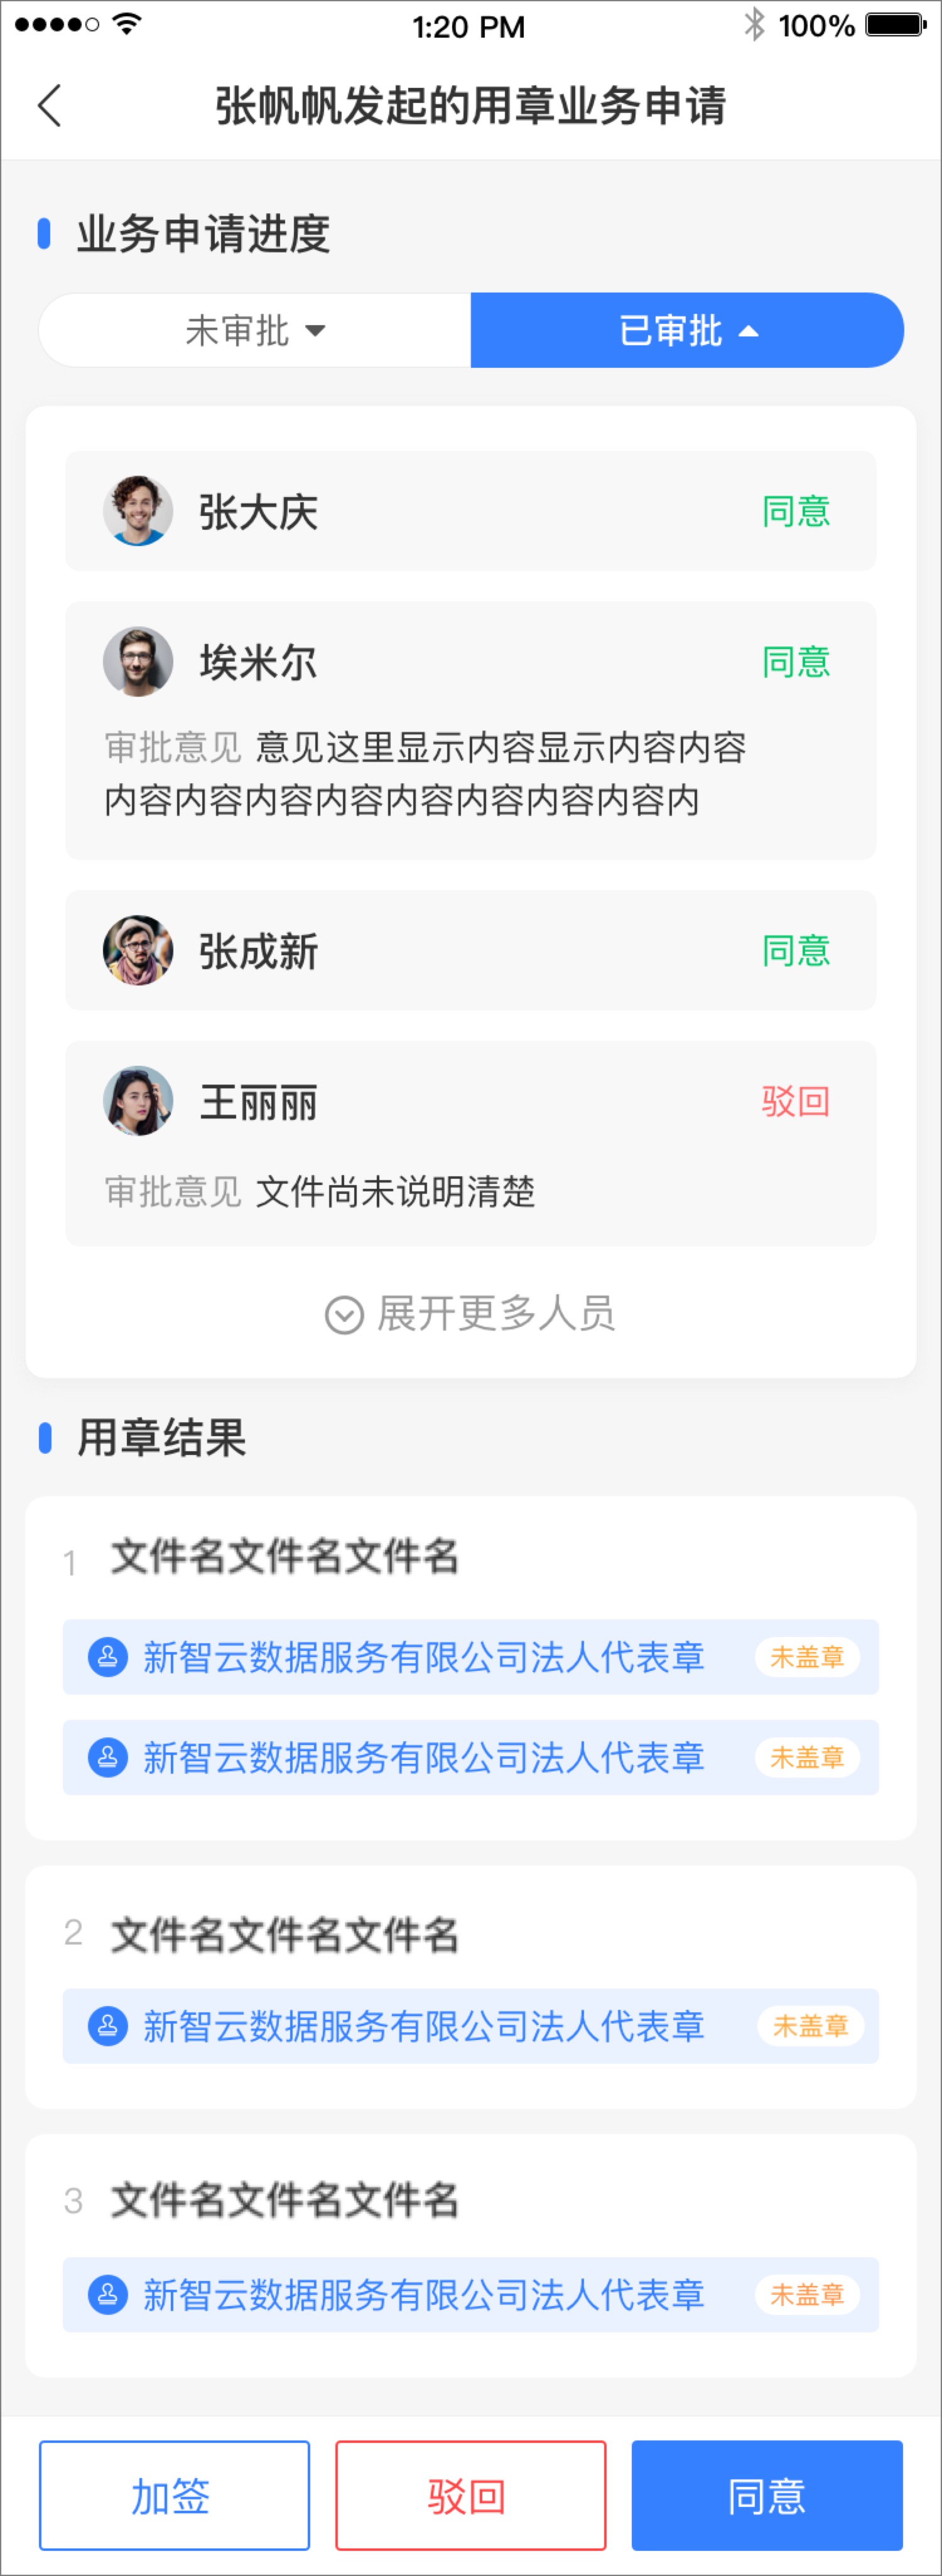 1:20 PM
100%
张帆帆发起的用章业务申请
业务申请进度
未审批
已审批
张大庆
同意
埃米尔
同意
审批意见 意见这里显示内容显示内容内容
内容内容内容内容内容内容内容内容内
张成新
同意
王丽丽
驳回
审批意见 文件尚未说明清楚
展开更多人员
用章结果
1 文件名文件名文件名
新智云数据服务有限公司法人代表章 未盖章
新智云数据服务有限公司法人代表章 未盖章
2 文件名文件名文件名
新智云数据服务有限公司法人代表章 未盖章
3 文件名文件名文件名
新智云数据服务有限公司法人代表章 未盖章
加签
驳回
同意